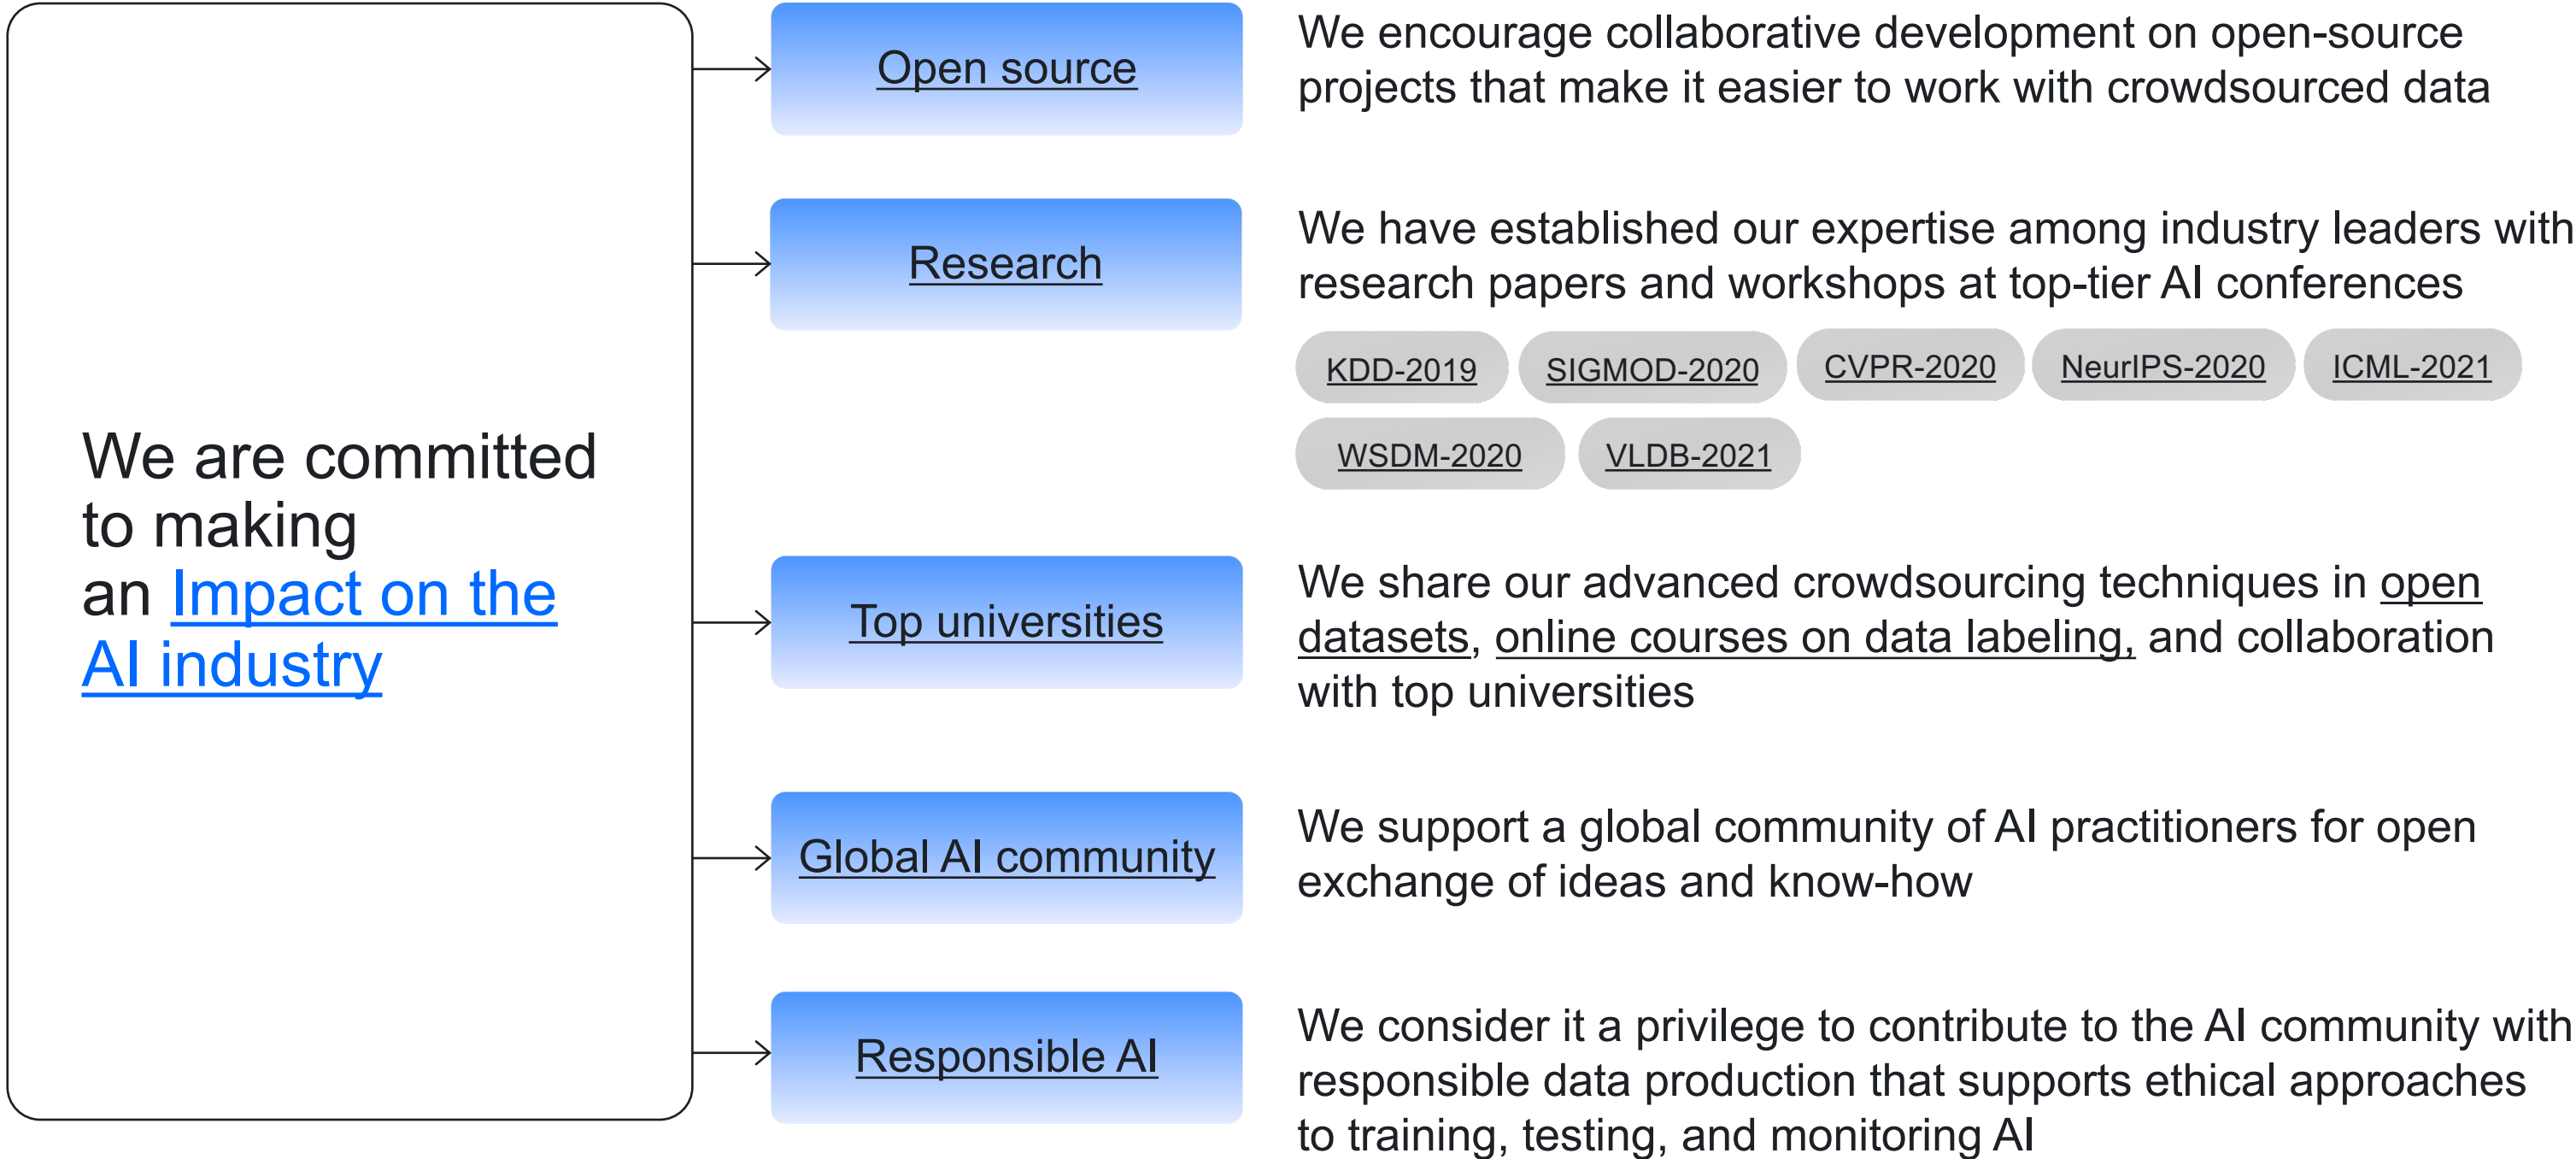 We are committed
to making
an Impact on the
AI industry
Open source
We encourage collaborative development on open-source
projects that make it easier to work with crowdsourced data
Research
We have established our expertise among industry leaders with
research papers and workshops at top-tier AI conferences
KDD-2019 SIGMOD-2020 CVPR-2020 NeurIPS-2020 ICML-2021
WSDM-2020 VLDB-2021
Top universities
We share our advanced crowdsourcing techniques in open
datasets, online courses on data labeling, and collaboration
with top universities
Global AI community
We support a global community of AI practitioners for open
exchange of ideas and know-how
Responsible AI
We consider it a privilege to contribute to the AI community with
responsible data production that supports ethical approaches
to training, testing, and monitoring AI